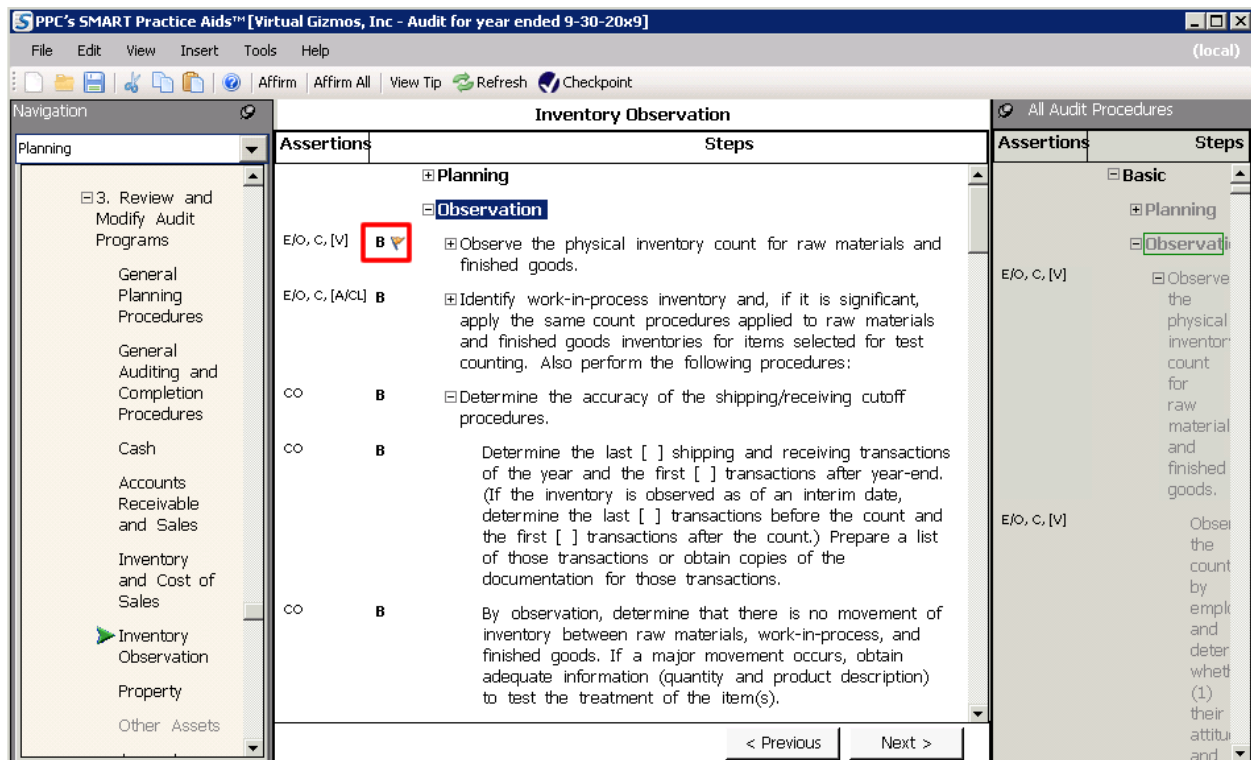 PPC's SMART Practice Aids™ [Virtual Gizmos, Inc - Audit for year ended 9-30-20x9]
File Edit View Insert Tools Help (local)
Affirm Affirm All View Tip Refresh Checkpoint
Navigation
Planning
3. Review and
Modify Audit
Programs
General
Planning
Procedures
General
Auditing and
Completion
Procedures
Cash
Accounts
Receivable
and Sales
Inventory
and Cost of
Sales
Inventory
Observation
Property
Other Assets
Inventory Observation
Assertions Steps
Planning
Observation
E/O, C, [V] B Observe the physical inventory count for raw materials and
finished goods.
E/O, C, [A/CL] B Identify work-in-process inventory and, if it is significant,
apply the same count procedures applied to raw materials
and finished goods inventories for items selected for test
counting. Also perform the following procedures:
CO B Determine the accuracy of the shipping/receiving cutoff
procedures.
CO B Determine the last [ ] shipping and receiving transactions
of the year and the first [ ] transactions after year-end.
(If the inventory is observed as of an interim date,
determine the last [ ] transactions before the count and
the first [ ] transactions after the count.) Prepare a list
of those transactions or obtain copies of the
documentation for those transactions.
CO B By observation, determine that there is no movement of
inventory between raw materials, work-in-process, and
finished goods. If a major movement occurs, obtain
adequate information (quantity and product description)
to test the treatment of the item(s).
< Previous Next >
All Audit Procedures
Assertions Steps
Basic
Planning
Observati
E/O, C, [V] Observe
the
physical
inventor
count
for
raw
material
and
finished
goods.
E/O, C, [V] Obser
the
count
by
emplo
and
deter
wheth
(1)
their
attitu
and